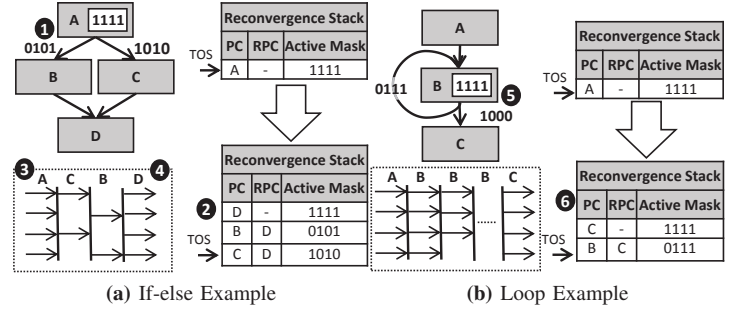 1
A 1111
0101
1010
B
C
D
Reconvergence Stack
PC RPC Active Mask
TOS
A - 1111
3
4
A C B D
Reconvergence Stack
2
PC RPC Active Mask
D - 1111
B D 0101
TOS
C D 1010
(a) If-else Example
A
0111
B 1111
5
1000
C
Reconvergence Stack
PC RPC Active Mask
TOS
A - 1111
A B B B C
......
Reconvergence Stack
6
PC RPC Active Mask
C - 1111
TOS
B C 0111
(b) Loop Example